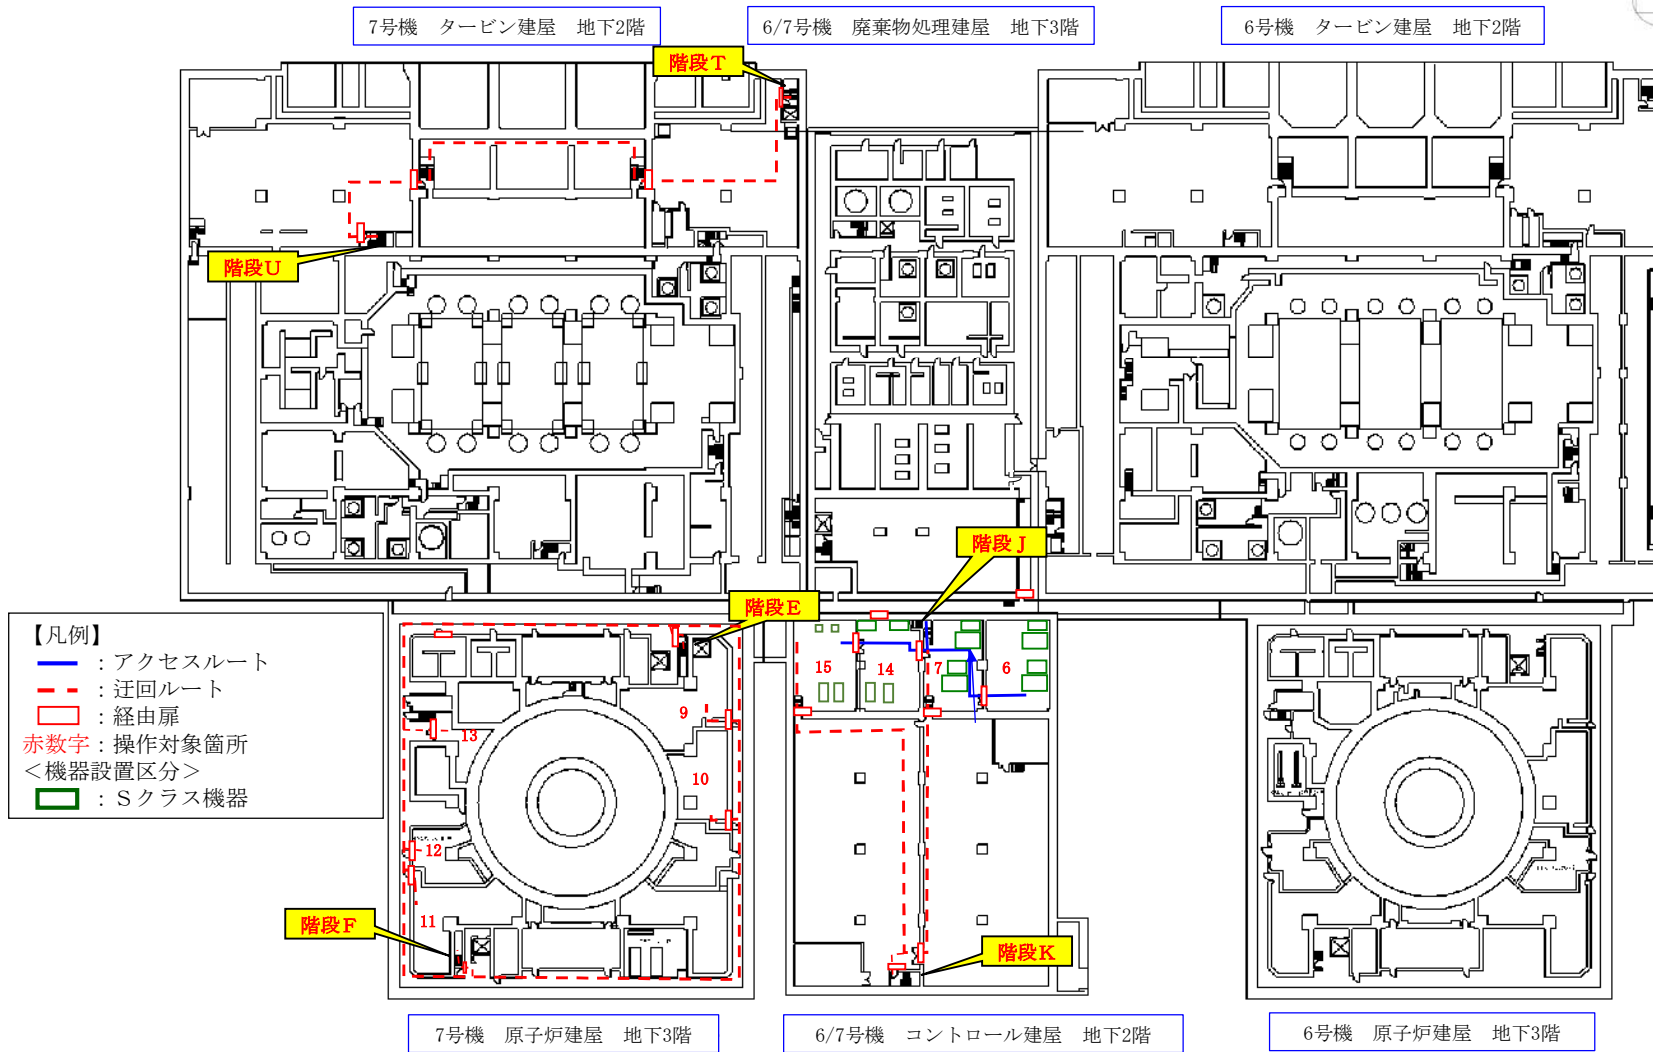 7号機　タービン建屋　地下2階
6/7号機　廃棄物処理建屋　地下3階
6号機　タービン建屋　地下2階
階段T
階段U
階段J
階段E
【凡例】
：アクセスルート
：迂回ルート
：経由扉
赤数字：操作対象箇所
＜機器設置区分＞
：Sクラス機器
15
14
7
6
9
13
10
12
11
階段F
階段K
7号機　原子炉建屋　地下3階
6/7号機　コントロール建屋　地下2階
6号機　原子炉建屋　地下3階